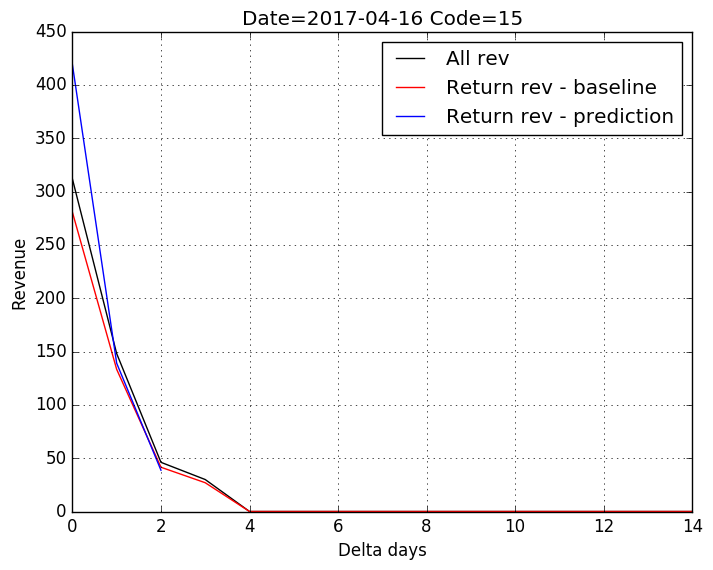 Date=2017-04-16 Code=15
450
400
350
300
250
200
150
100
50
0
Revenue
All rev
Return rev - baseline
Return rev - prediction
0 2 4 6 8 10 12 14
Delta days